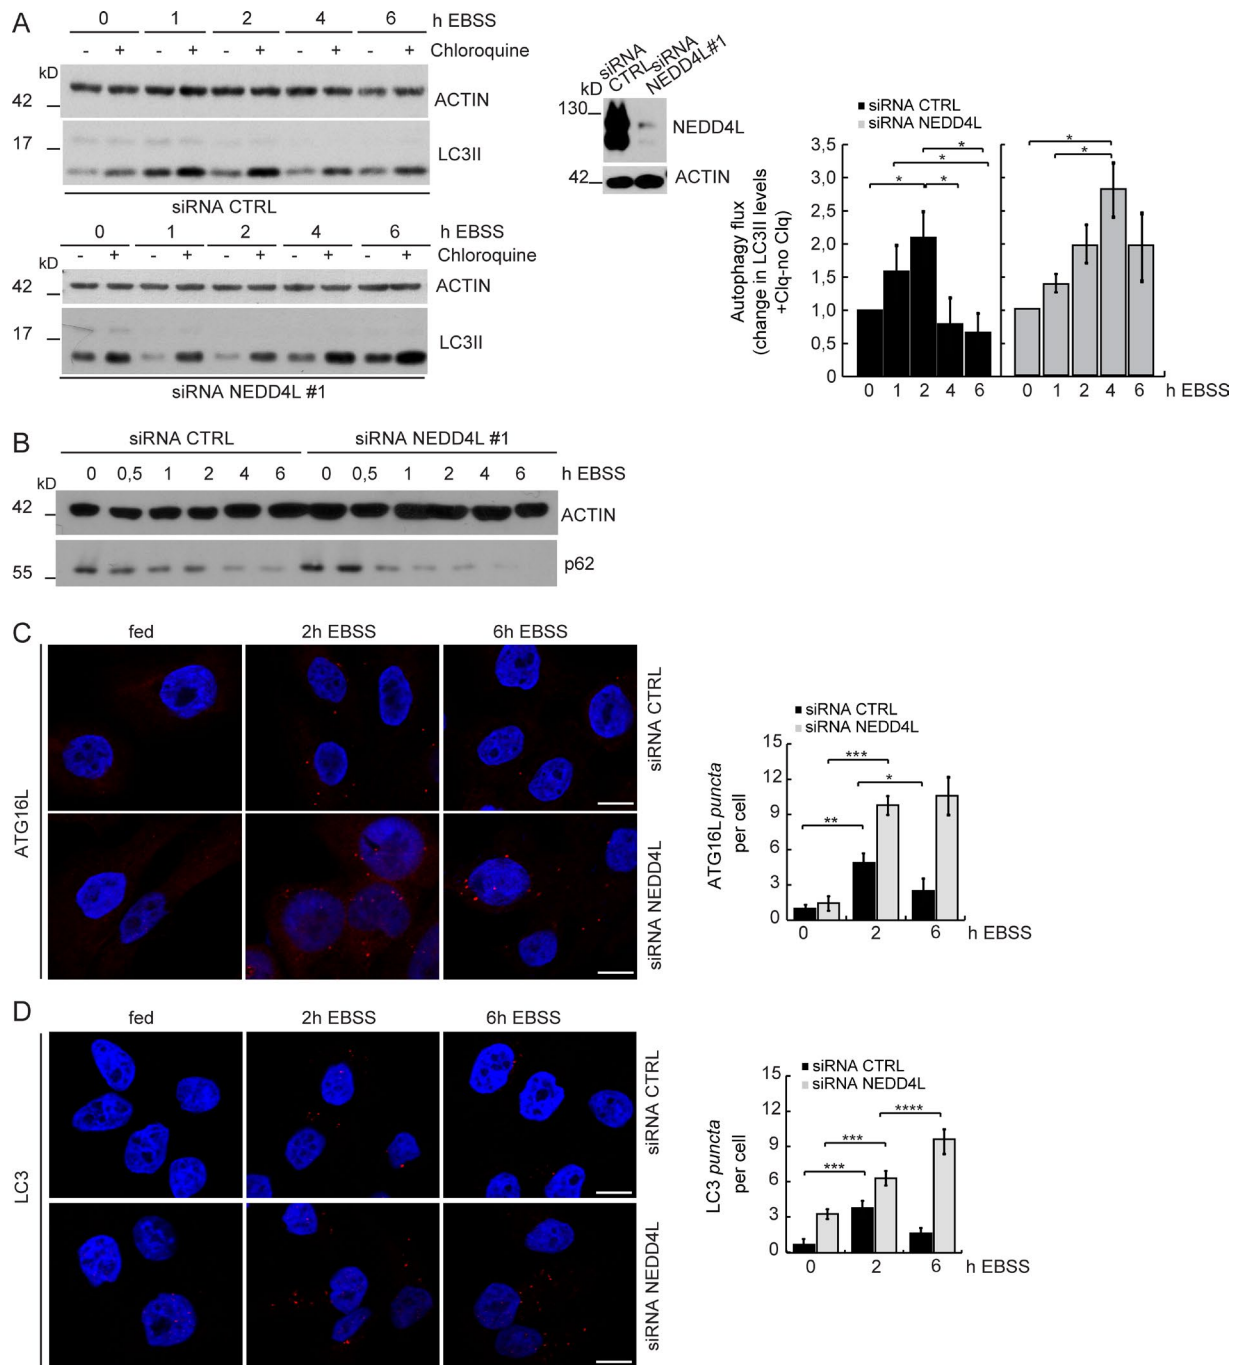 A
0 1 2 4 6 h EBSS
- + - + - + - + - + Chloroquine
kD
42 ACTIN
17
LC3II
siRNA CTRL
0 1 2 4 6 h EBSS
- + - + - + - + - + Chloroquine
kD
42 ACTIN
17
LC3II
siRNA NEDD4L #1
siRNA CTRL
siRNA NEDD4L#1
kD
130
NEDD4L
42 ACTIN
siRNA CTRL
siRNA NEDD4L
Autophagy flux
(change in LC3II levels
+Clq-no Clq)
3,5
3,0
2,5
2,0
1,5
1,0
0,5
0
* * * * * *
0 1 2 4 6 0 1 2 4 6 h EBSS
B
siRNA CTRL siRNA NEDD4L #1
0 0,5 1 2 4 6 0 0,5 1 2 4 6 h EBSS
kD
42 ACTIN
55 p62
C
fed 2h EBSS 6h EBSS
ATG16L
siRNA CTRL
siRNA NEDD4L
siRNA CTRL
siRNA NEDD4L
ATG16L puncta
per cell
15
12
9
6
3
0
** *** * 
0 2 6 h EBSS
D
fed 2h EBSS 6h EBSS
LC3
siRNA CTRL
siRNA NEDD4L
siRNA CTRL
siRNA NEDD4L
LC3 puncta
per cell
15
12
9
6
3
0
*** *** ****
0 2 6 h EBSS